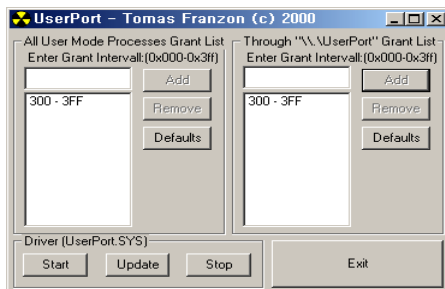 UserPort - Tomas Franzon (c) 2000
All User Mode Processes Grant List
Enter Grant Intervall:(0x000-0x3ff)
Add
300 - 3FF
Remove
Defaults
Through "\\.\UserPort" Grant List
Enter Grant Intervall:(0x000-0x3ff)
Add
300 - 3FF
Remove
Defaults
Driver (UserPort.SYS)
Start Update Stop
Exit